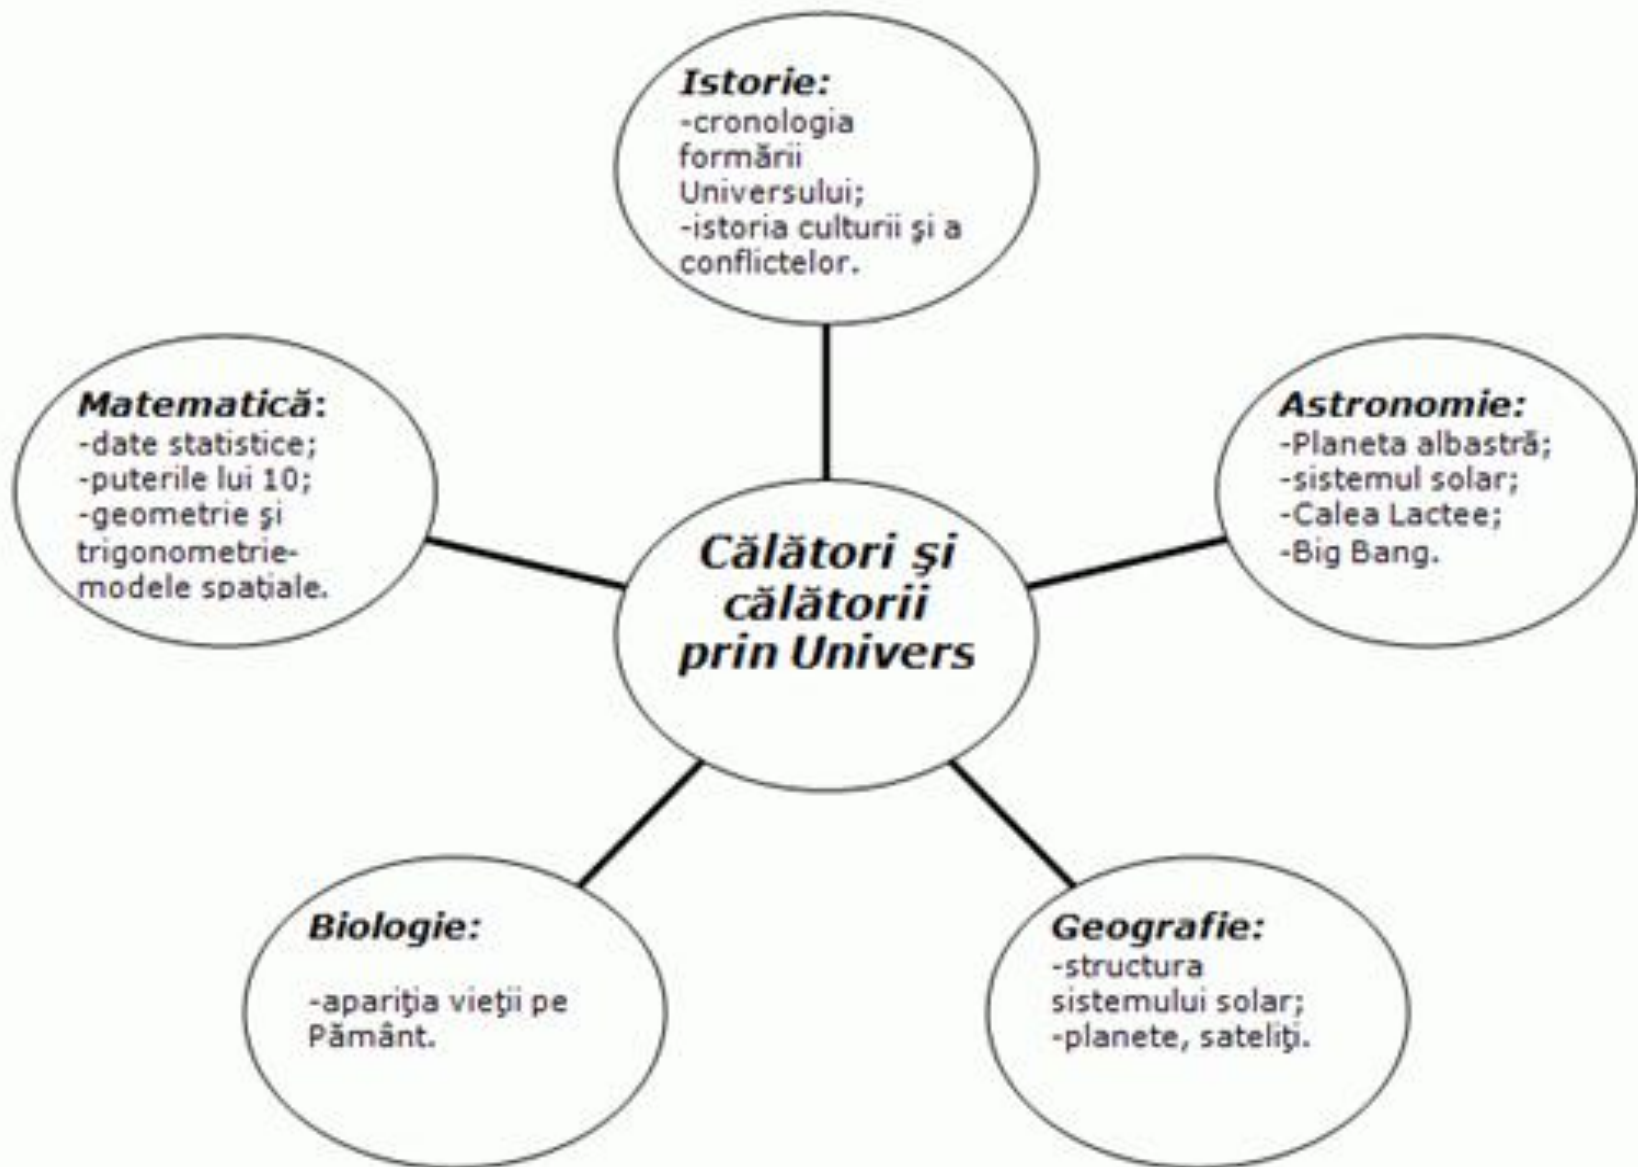 Istorie:
-cronologia
formării
Universului;
-istoria culturii şi a
conflictelor.
Matematică:
-date statistice;
-puterile lui 10;
-geometrie şi
trigonometrie-
modele spaţiale.
Astronomie:
-Planeta albastră;
-sistemul solar;
-Calea Lactee;
-Big Bang.
Călători şi
călătorii
prin Univers
Biologie:
-apariţia vieţii pe
Pământ.
Geografie:
-structura
sistemului solar;
-planete, sateliţi.